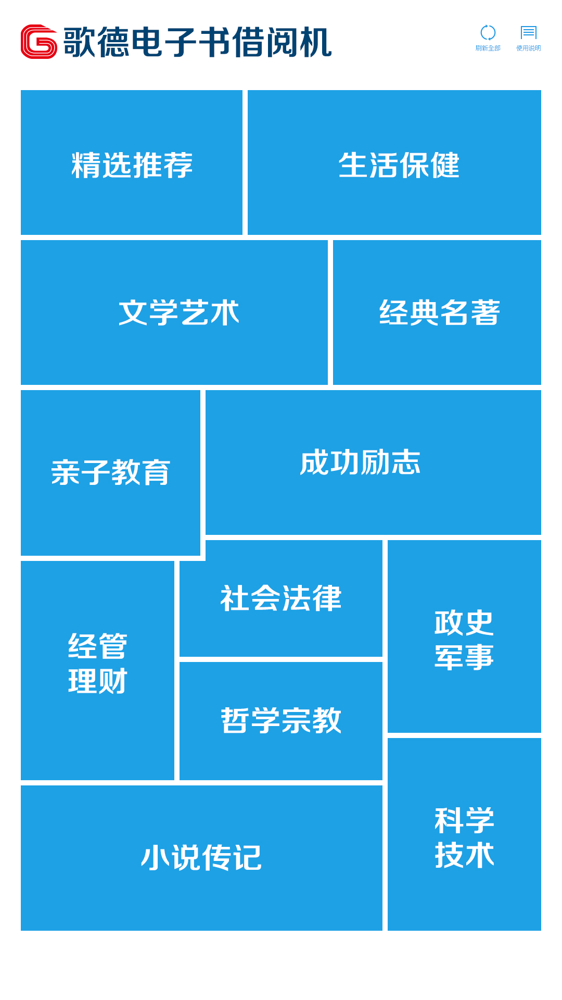 歌德电子书借阅机
刷新全部
使用说明
精选推荐
生活保健
文学艺术
经典名著
亲子教育
成功励志
社会法律
政史
军事
经管
理财
哲学宗教
科学
技术
小说传记